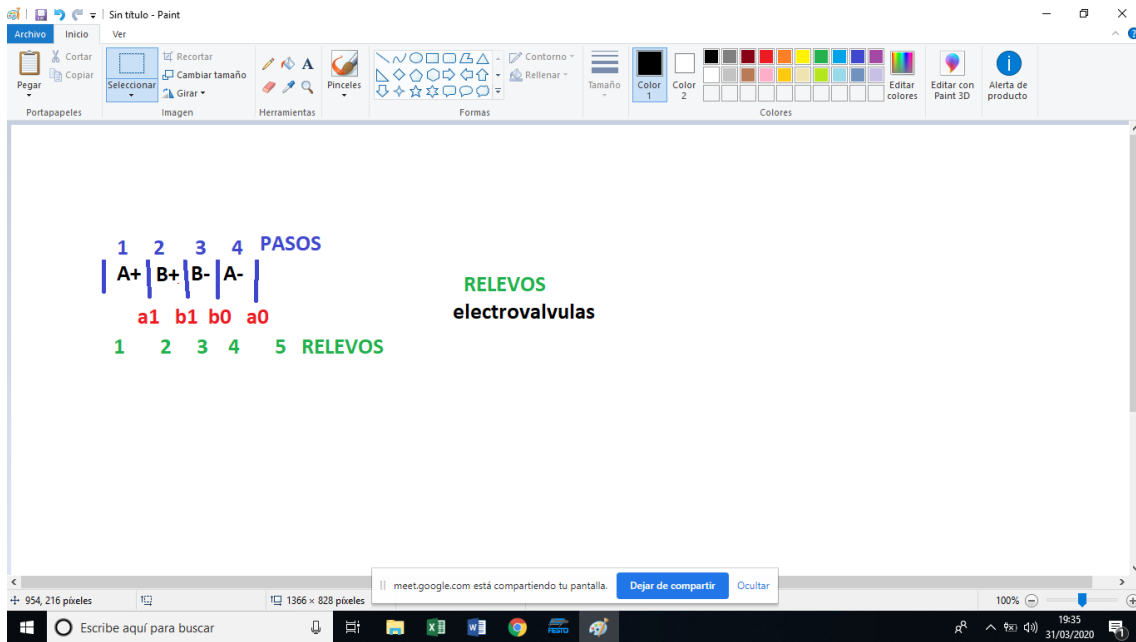 Sin título - Paint
Archivo Inicio Ver
Pegar
Cortar
Copiar
Portapapeles
Seleccionar
Recortar
Cambiar tamaño
Girar
Imagen
A
Herramientas
Pinceles
Contorno
Rellenar
Formas
Tamaño
Color 1
Color 2
Editar colores
Colores
Editar con Paint 3D
Alerta de producto
1 2 3 4 PASOS
A+ B+ B- A-
a1 b1 b0 a0
1 2 3 4 5 RELEVOS
RELEVOS
electrovalvulas
meet.google.com está compartiendo tu pantalla. Dejar de compartir Ocultar
954, 216 píxeles 1366 × 828 píxeles 100%
Escribe aquí para buscar
FESTO
19:35
31/03/2020
1